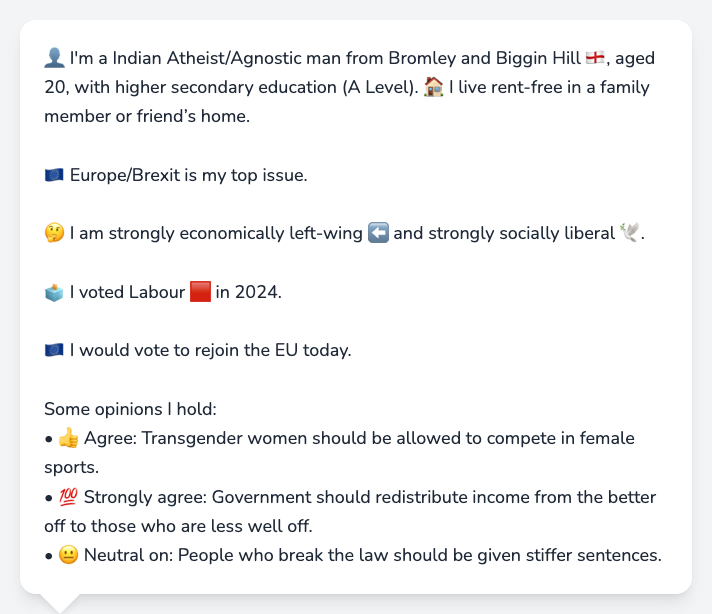 👤 I'm a Indian Atheist/Agnostic man from Bromley and Biggin Hill 🏴󠁧󠁢󠁥󠁮󠁧󠁿, aged
20, with higher secondary education (A Level). 🏠 I live rent-free in a family
member or friend’s home.
🇪🇺 Europe/Brexit is my top issue.
🤔 I am strongly economically left-wing ⬅️ and strongly socially liberal 🕊️.
🗳️ I voted Labour 🟥 in 2024.
🇪🇺 I would vote to rejoin the EU today.
Some opinions I hold:
• 👍 Agree: Transgender women should be allowed to compete in female
sports.
• 💯 Strongly agree: Government should redistribute income from the better
off to those who are less well off.
• 😐 Neutral on: People who break the law should be given stiffer sentences.